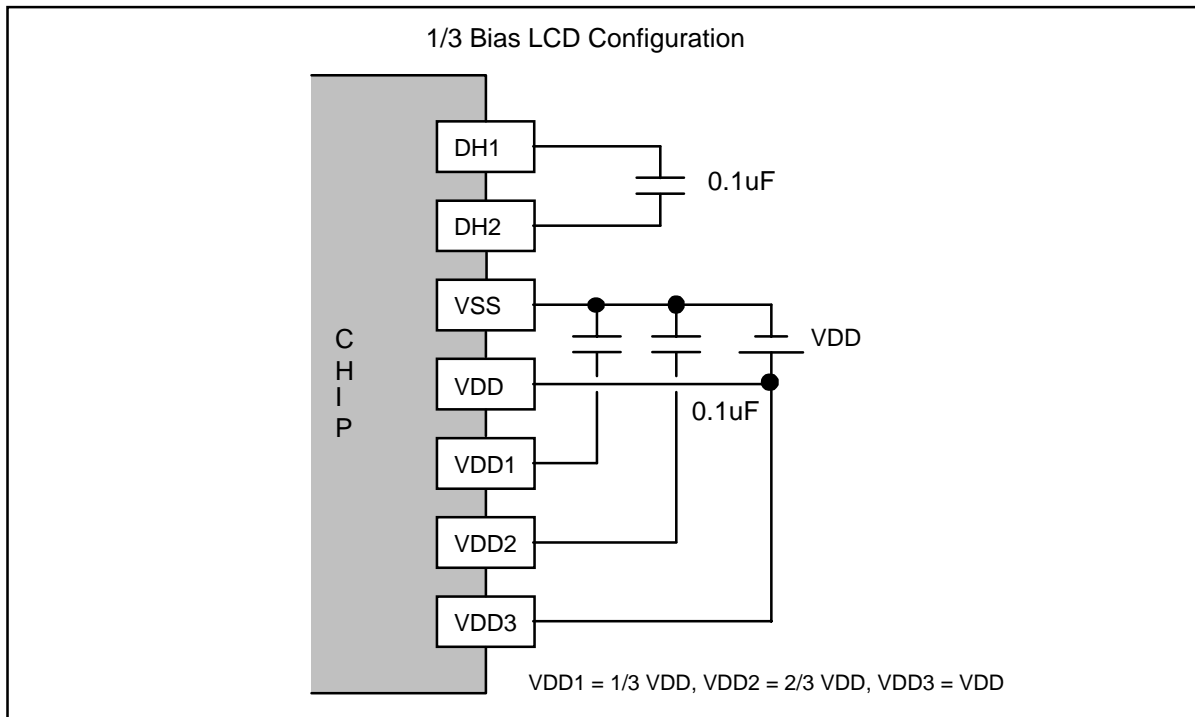 1/3 Bias LCD Configuration
DH1
0.1uF
DH2
VSS
CHIP
VDD
VDD
0.1uF
VDD1
VDD2
VDD3
VDD1 = 1/3 VDD, VDD2 = 2/3 VDD, VDD3 = VDD